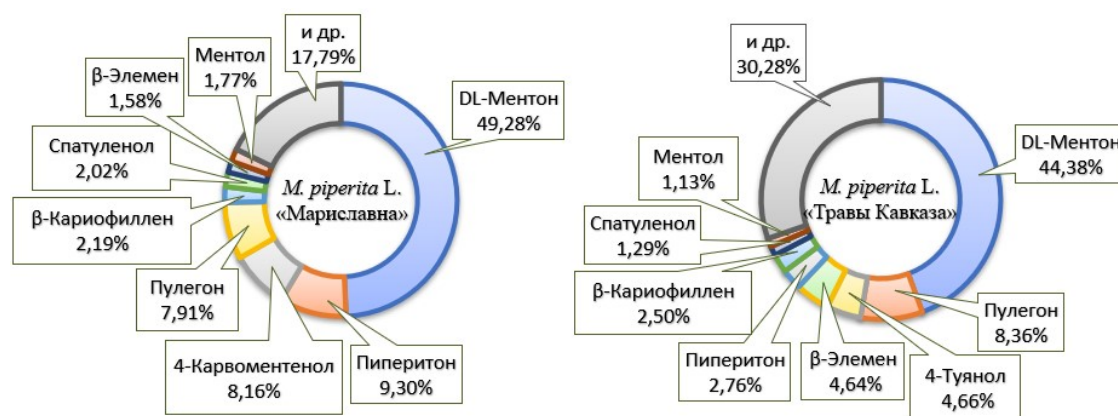 и др.
17,79%
Ментол
1,77%
β-Элемен
1,58%
Спатуленол
2,02%
β-Кариофиллен
2,19%
Пулегон
7,91%
4-Карвоментенол
8,16%
Пиперитон
9,30%
DL-Ментон
49,28%
M. piperita L.
«Мариславна»
и др.
30,28%
Ментол
1,13%
Спатуленол
1,29%
β-Кариофиллен
2,50%
Пиперитон
2,76%
β-Элемен
4,64%
4-Туянол
4,66%
Пулегон
8,36%
DL-Ментон
44,38%
M. piperita L.
«Травы Кавказа»